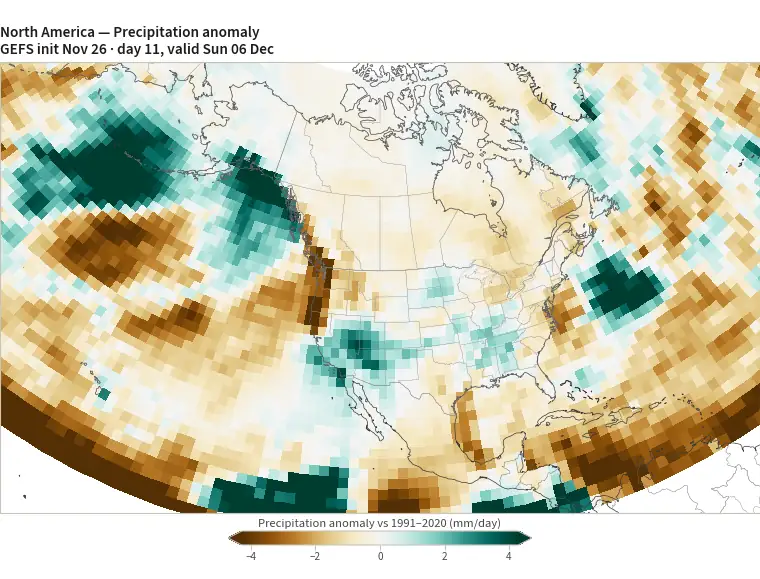 North America — Precipitation anomaly
GEFS init Nov 26 · day 11, valid Sun 06 Dec
Precipitation anomaly vs 1991–2020 (mm/day)
−4 −2 0 2 4